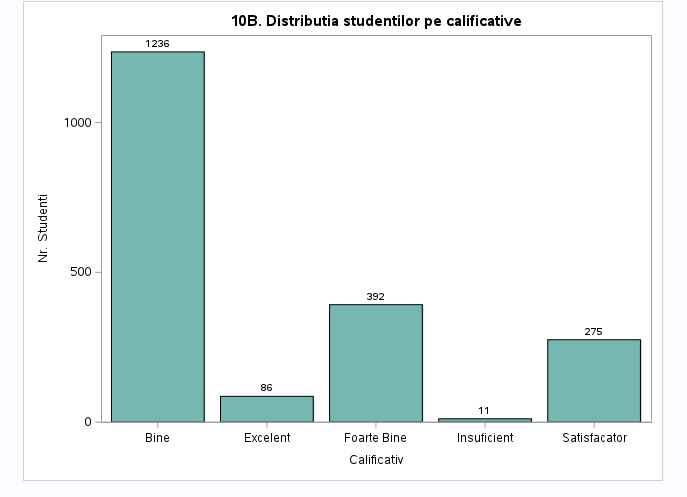 10B. Distributia studentilor pe calificative
1236
1000
Nr. Studenti
500
392
275
86
11
0
Bine Excelent Foarte Bine Insuficient Satisfacator
Calificativ